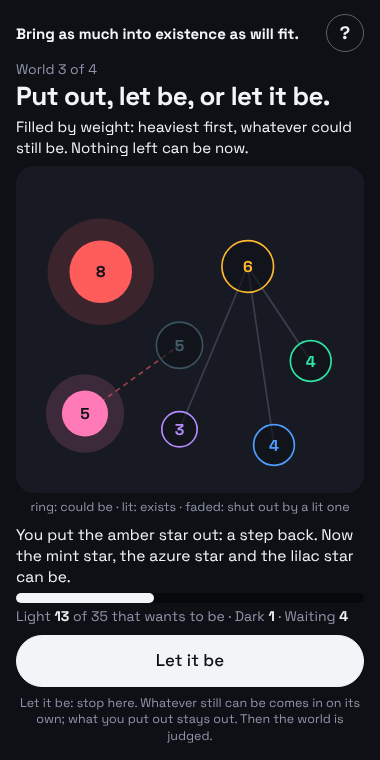 Bring as much into existence as will fit.
?
World 3 of 4
Put out, let be, or let it be.
Filled by weight: heaviest first, whatever could
still be. Nothing left can be now.
8
6
5
4
5
3
4
ring: could be · lit: exists · faded: shut out by a lit one
You put the amber star out: a step back. Now
the mint star, the azure star and the lilac star
can be.
Light 13 of 35 that wants to be · Dark 1 · Waiting 4
Let it be
Let it be: stop here. Whatever still can be comes in on its
own; what you put out stays out. Then the world is
judged.